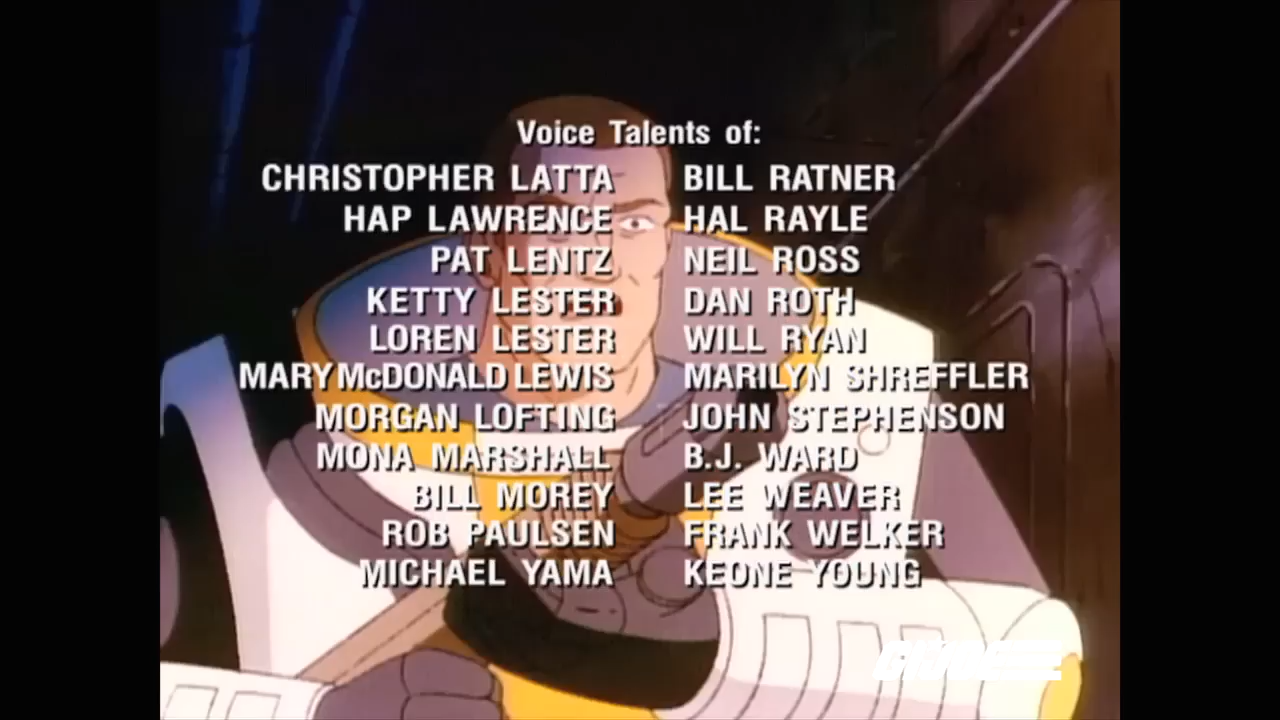 Voice Talents of:
CHRISTOPHER LATTA
HAP LAWRENCE
PAT LENTZ
KETTY LESTER
LOREN LESTER
MARY McDONALD LEWIS
MORGAN LOFTING
MONA MARSHALL
BILL MOREY
ROB PAULSEN
MICHAEL YAMA
BILL RATNER
HAL RAYLE
NEIL ROSS
DAN ROTH
WILL RYAN
MARILYN SHREFFLER
JOHN STEPHENSON
B.J. WARD
LEE WEAVER
FRANK WELKER
KEONE YOUNG
G.I. JOE